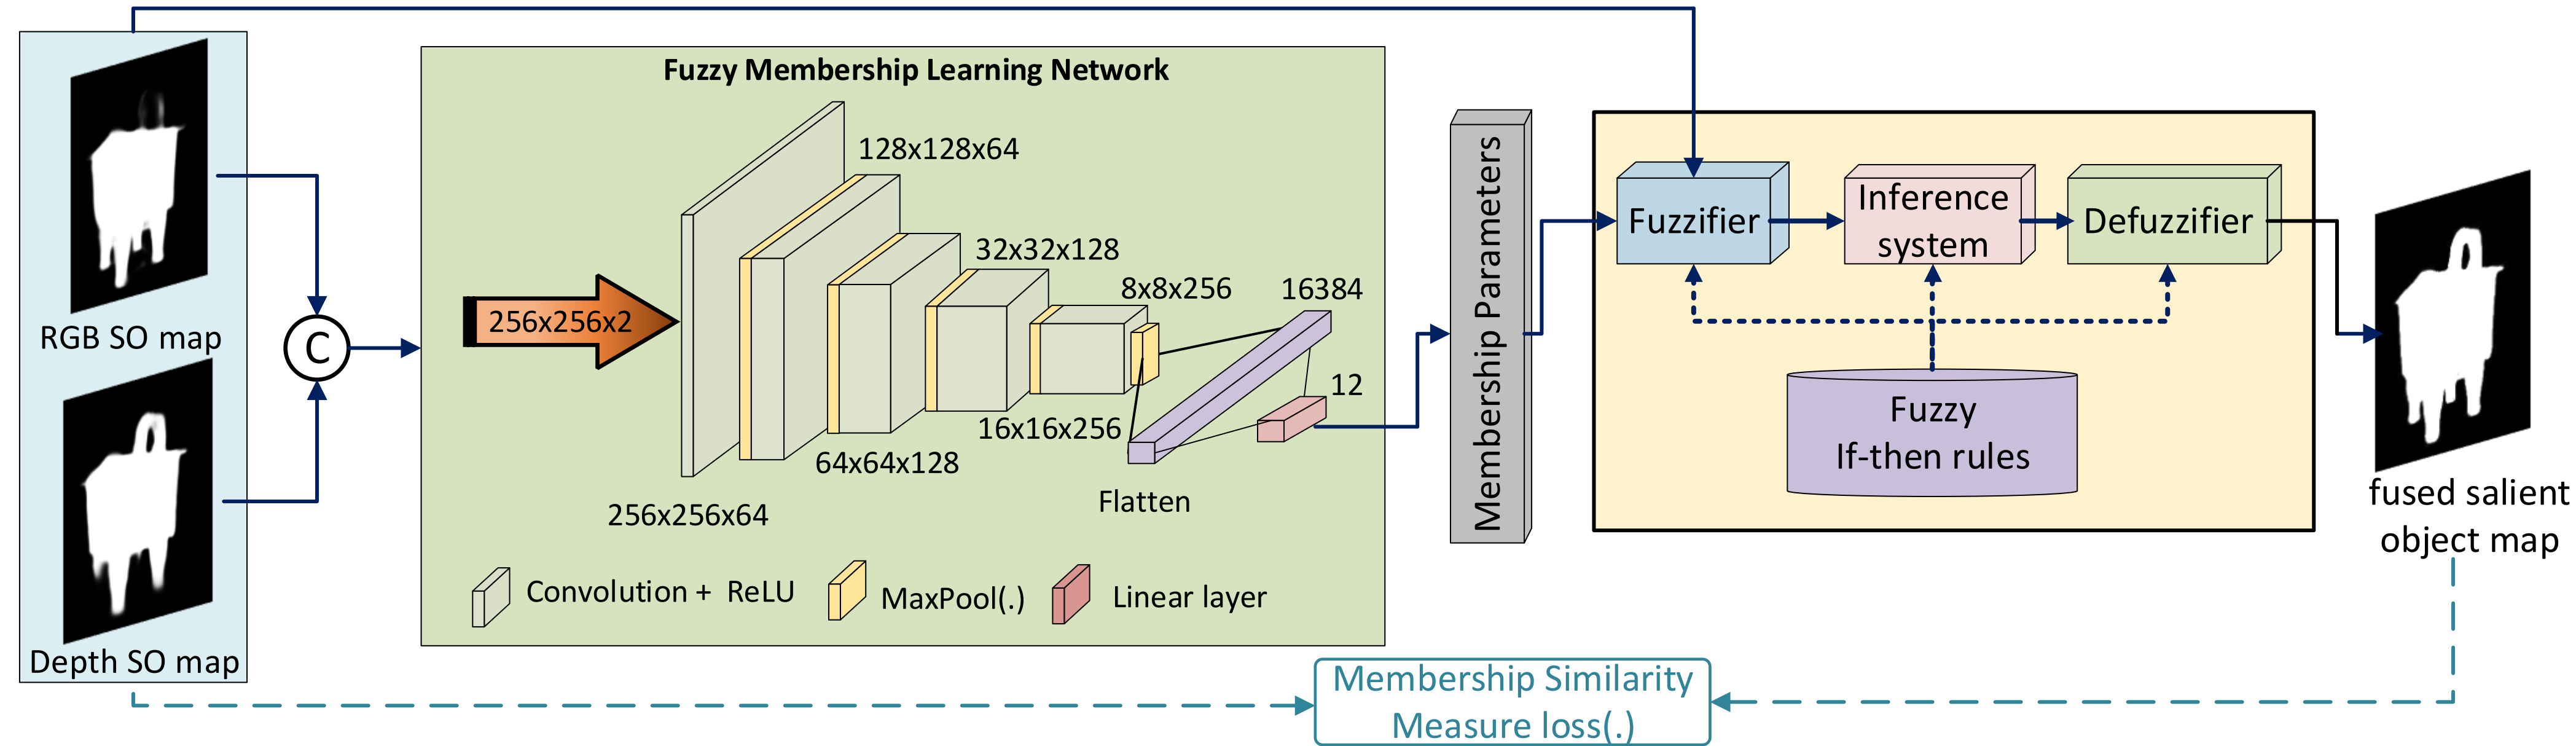 RGB SO map
Depth SO map
C
Fuzzy Membership Learning Network
256x256x2
256x256x64
128x128x64
64x64x128
32x32x128
16x16x256
8x8x256
16384
12
Flatten
Convolution + ReLU
MaxPool(.)
Linear layer
Membership Parameters
Fuzzifier
Inference
system
Defuzzifier
Fuzzy
If-then rules
fused salient
object map
Membership Similarity
Measure loss(.)